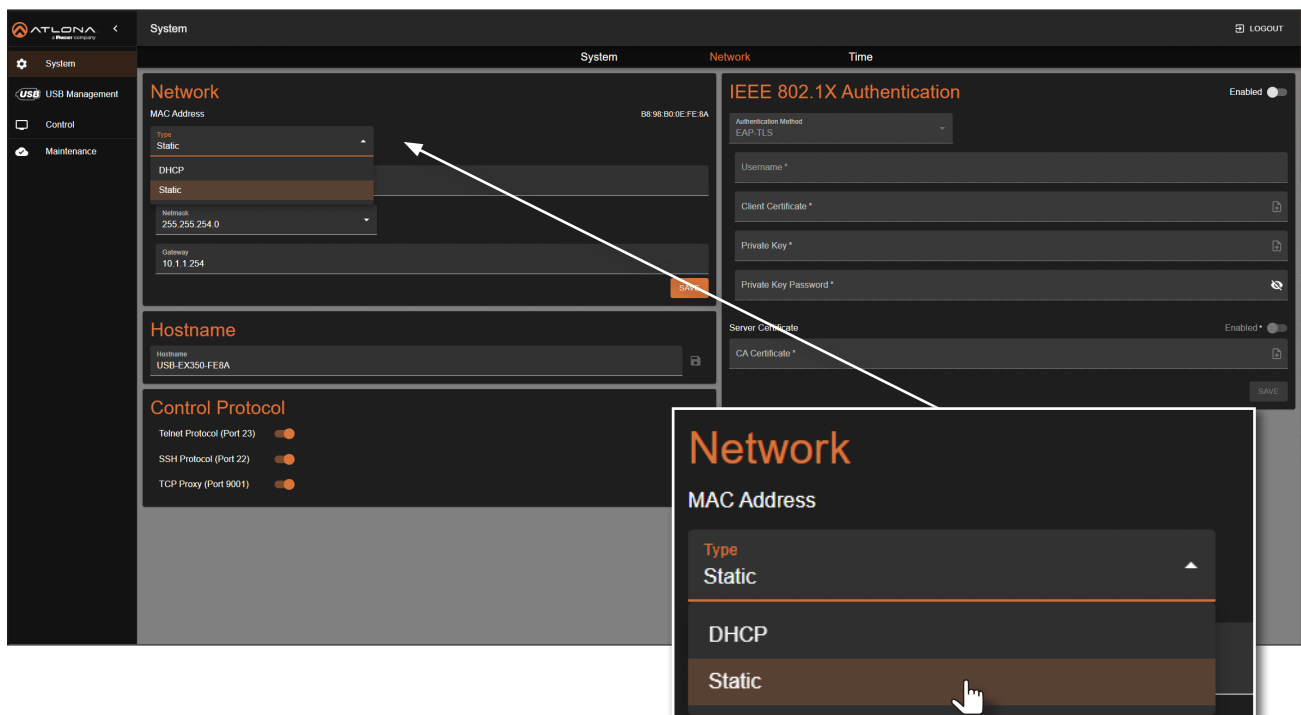 ATLONA
a Panduit company
System
LOGOUT
System
USB USB Management
Control
Maintenance
System Network Time
Network
MAC Address B8:98:B0:0E:FE:8A
Type
Static
DHCP
Static
Netmask
255.255.254.0
Gateway
10.1.1.254
SAVE
Hostname
Hostname
USB-EX350-FE8A
Control Protocol
Telnet Protocol (Port 23)
SSH Protocol (Port 22)
TCP Proxy (Port 9001)
IEEE 802.1X Authentication
Enabled
Authentication Method
EAP-TLS
Username *
Client Certificate *
Private Key *
Private Key Password *
Server Certificate Enabled *
CA Certificate *
SAVE
Network
MAC Address
Type
Static
DHCP
Static